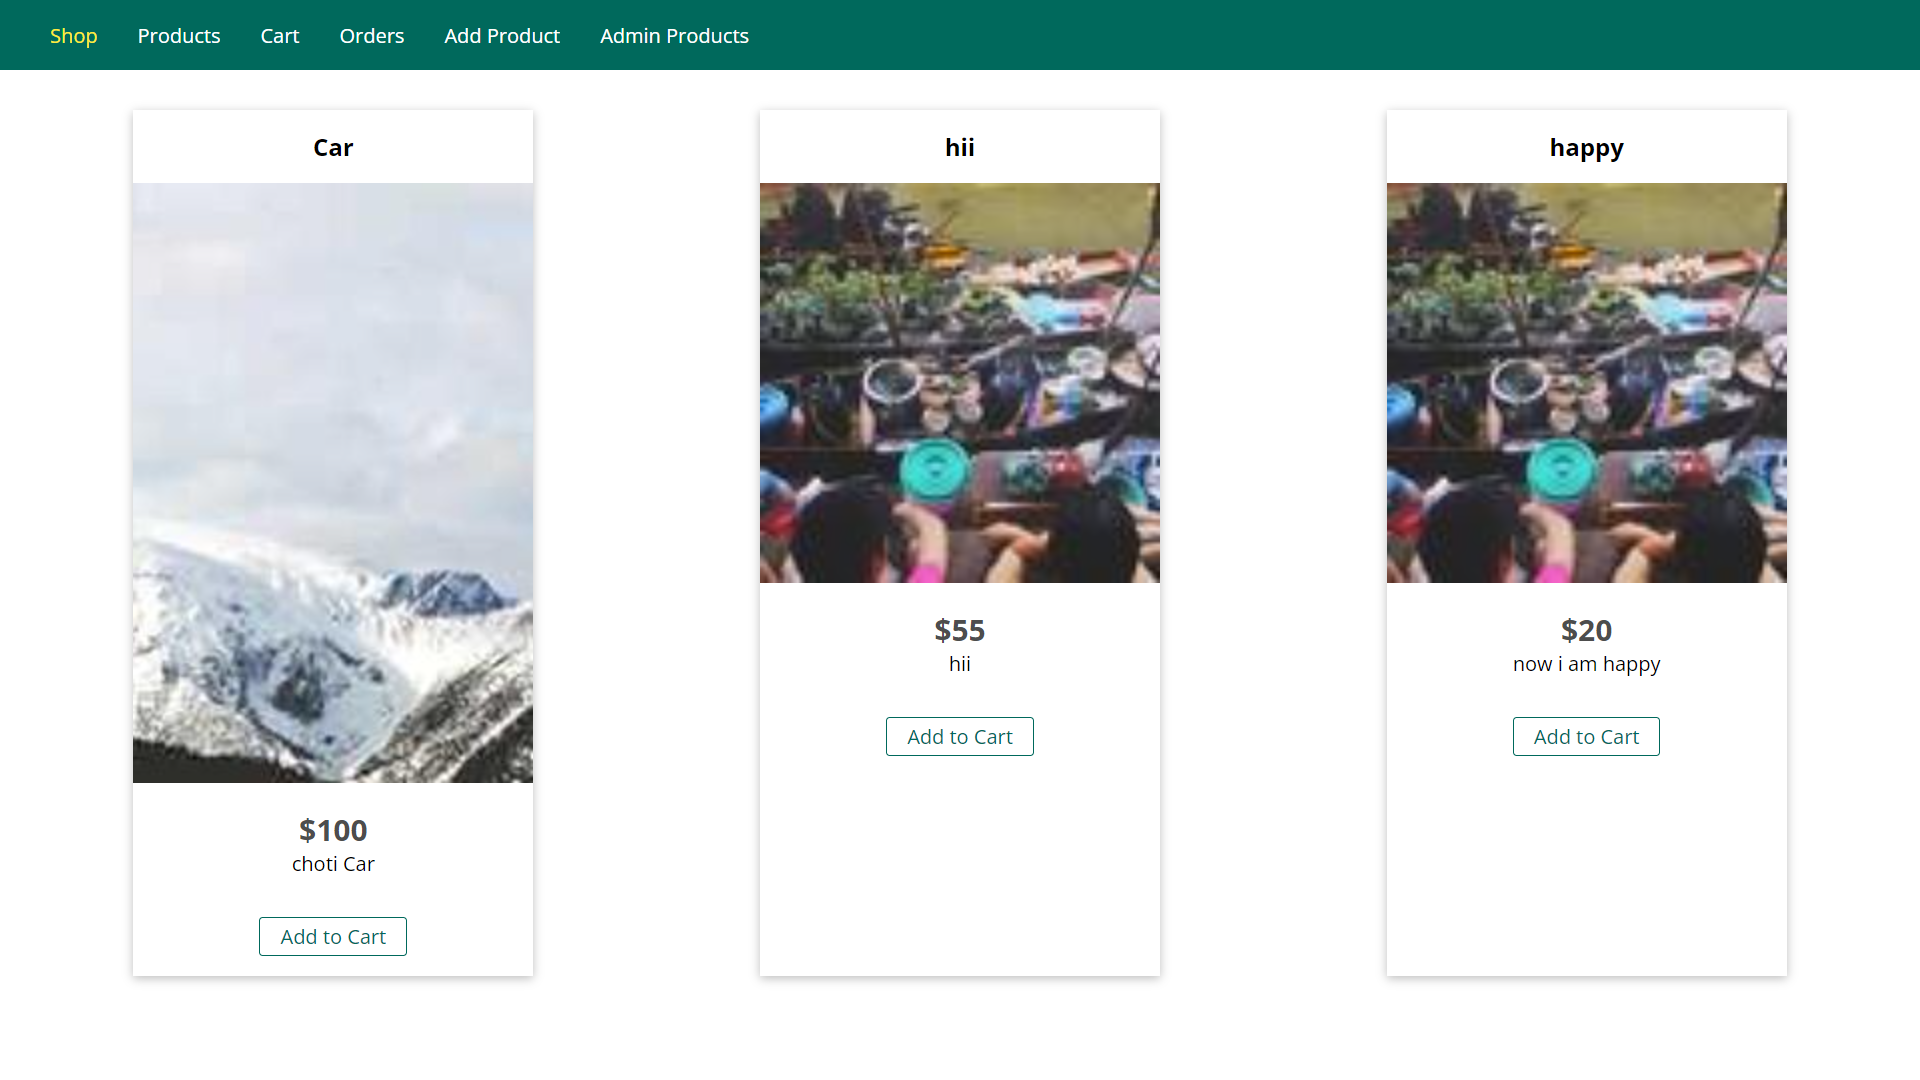 Shop Products Cart Orders Add Product Admin Products
Car
$100
choti Car
Add to Cart
hii
$55
hii
Add to Cart
happy
$20
now i am happy
Add to Cart